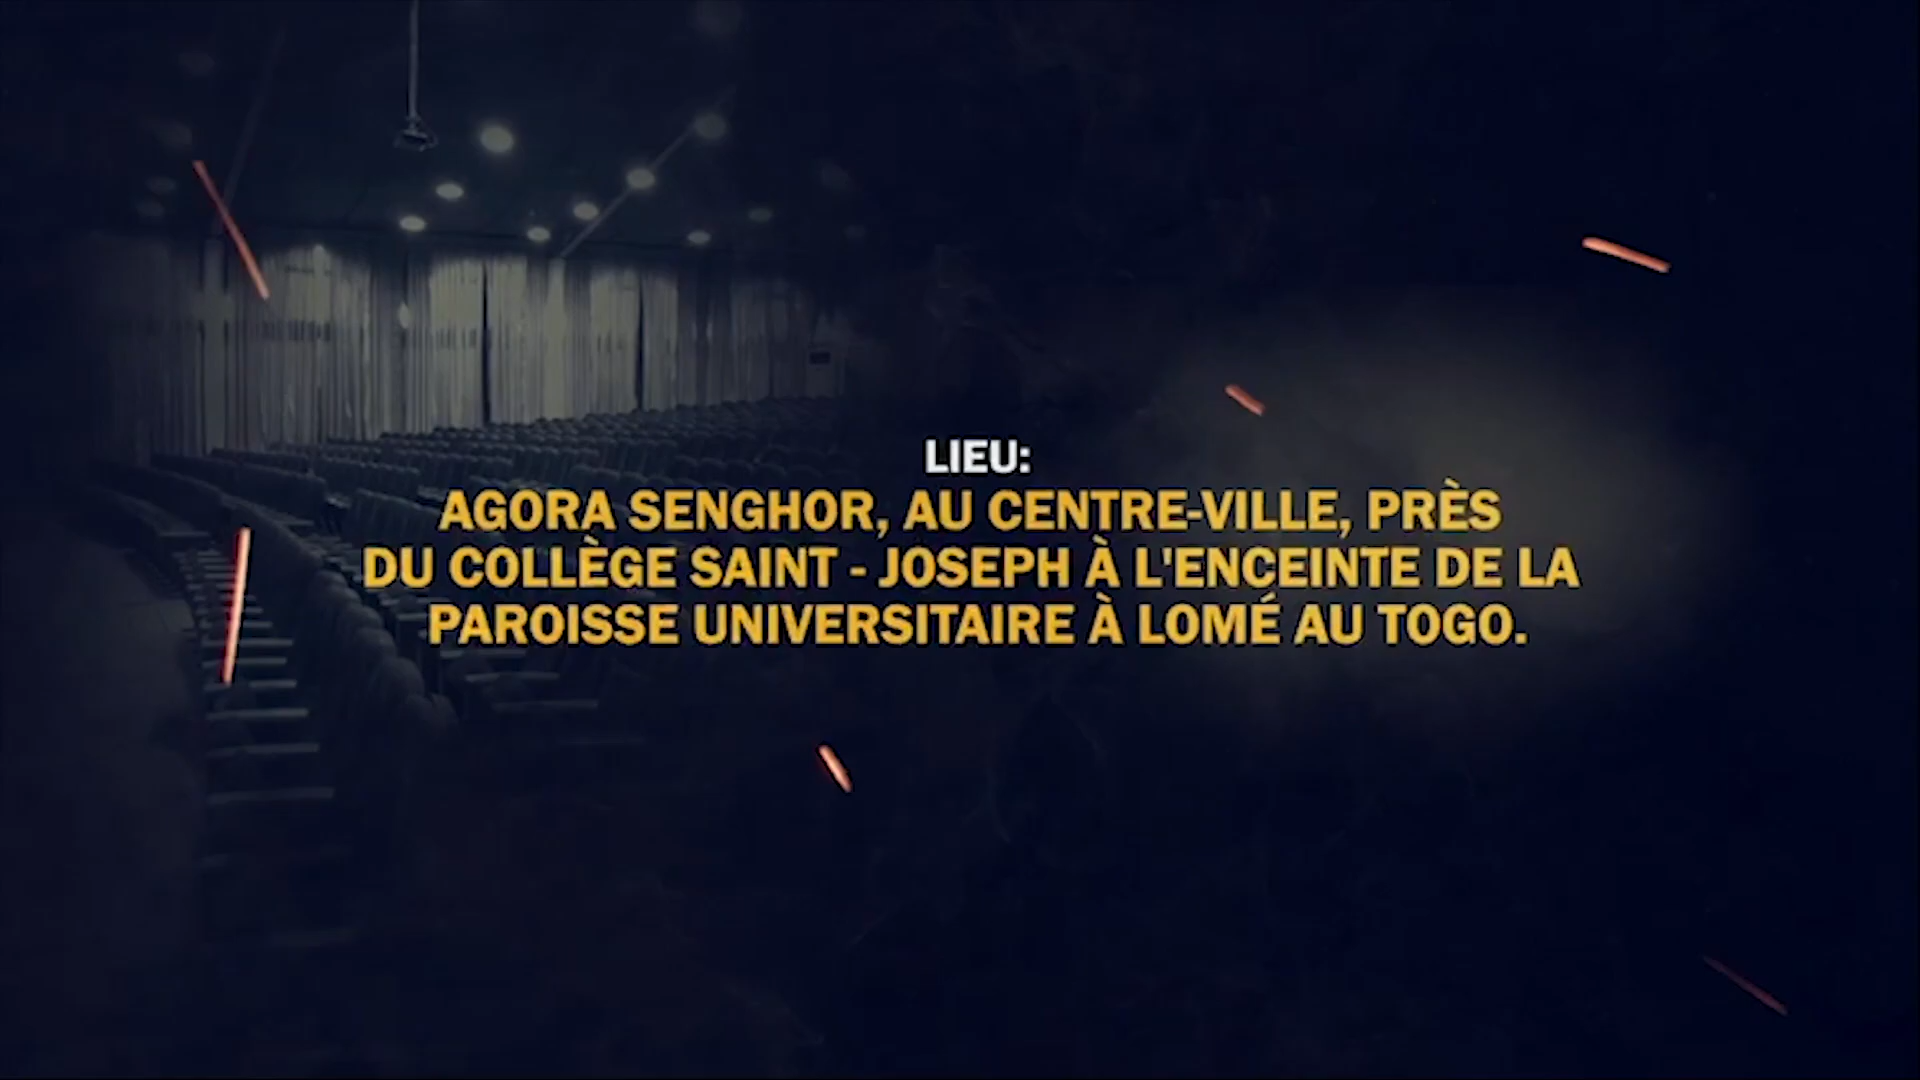 LIEU:
AGORA SENGHOR, AU CENTRE-VILLE, PRÈS
DU COLLÈGE SAINT - JOSEPH À L'ENCEINTE DE LA
PAROISSE UNIVERSITAIRE À LOMÉ AU TOGO.